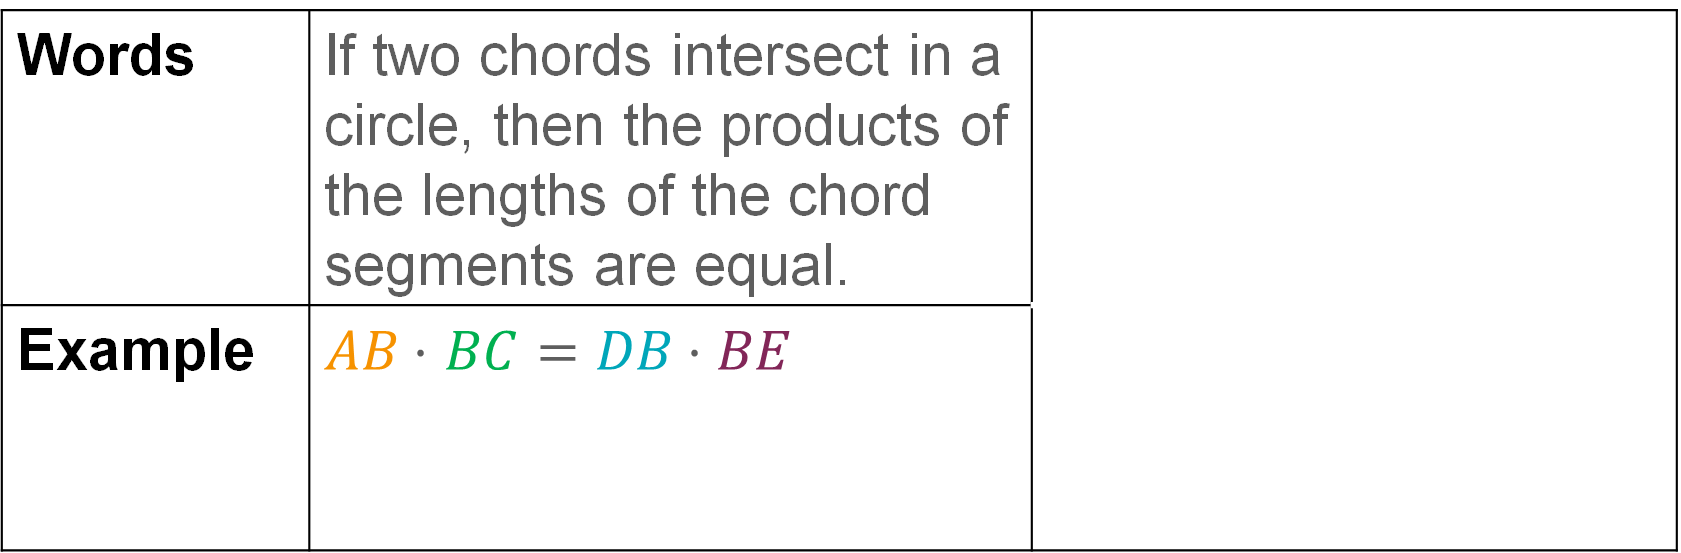 Words
If two chords intersect in a
circle, then the products of
the lengths of the chord
segments are equal.
Example
AB · BC = DB · BE